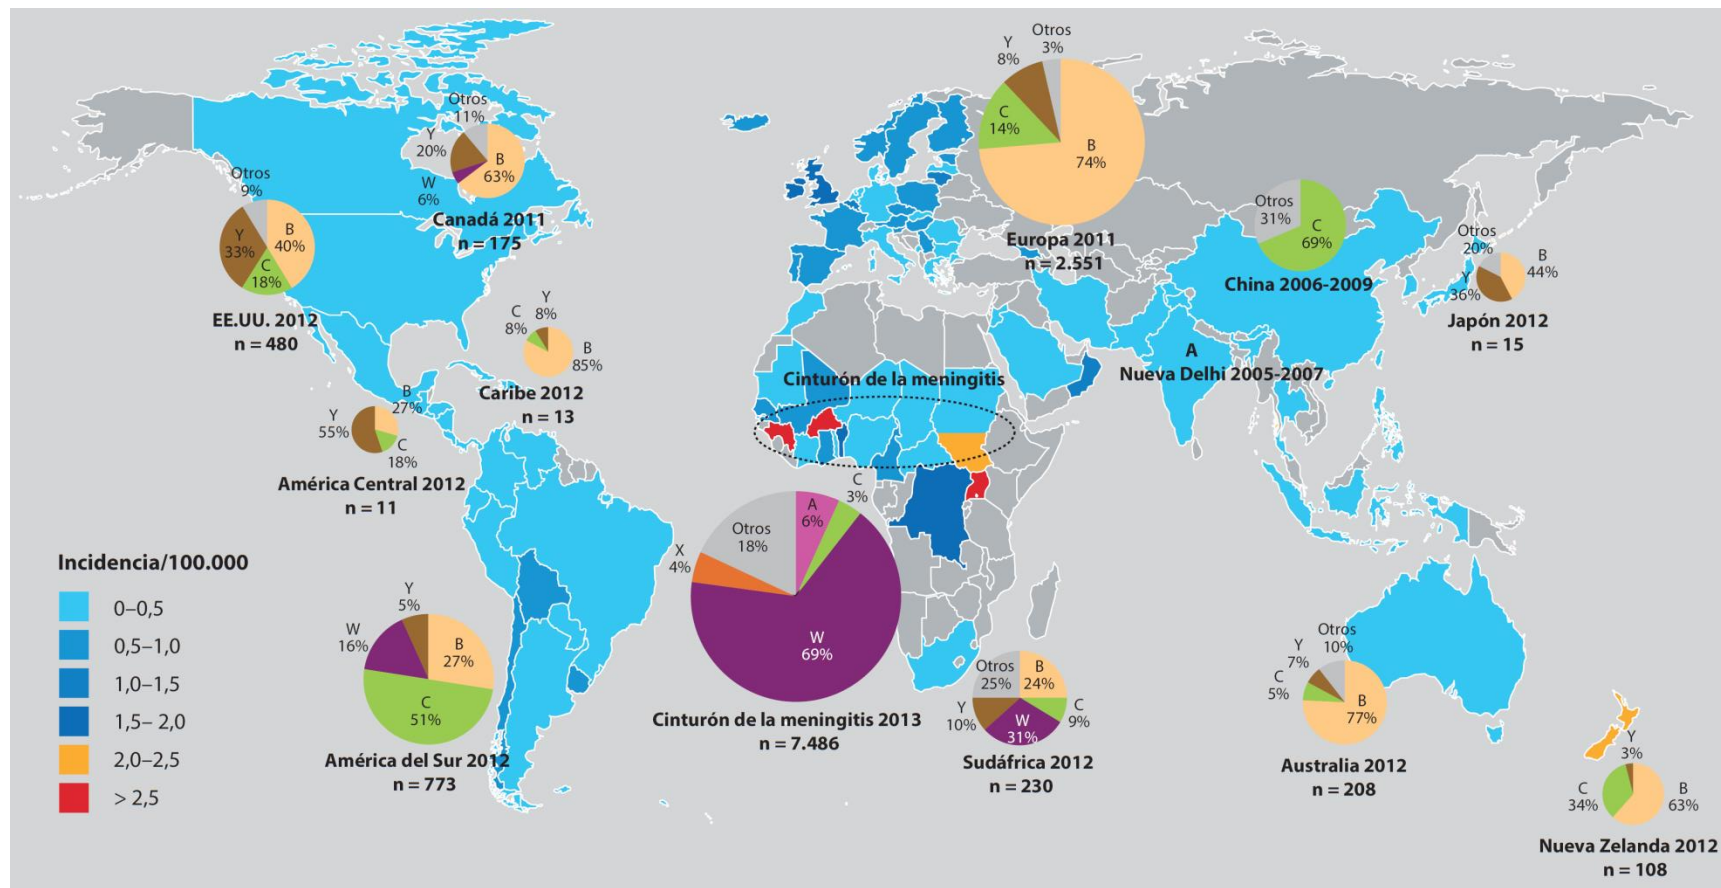 Otros
11%
Y
20%
B
63%
W
6%
Canadá 2011
n = 175
Otros
9%
Y
33%
B
40%
C
18%
EE.UU. 2012
n = 480
C
8%
Y
8%
B
85%
Caribe 2012
n = 13
B
27%
Y
55%
C
18%
América Central 2012
n = 11
Incidencia/100.000
0–0,5
0,5–1,0
1,0–1,5
1,5– 2,0
2,0–2,5
> 2,5
Y
5%
W
16%
B
27%
C
51%
América del Sur 2012
n = 773
Otros
3%
Y
8%
C
14%
B
74%
Europa 2011
n = 2.551
Otros
31%
C
69%
China 2006-2009
Otros
20%
B
44%
Y
36%
Japón 2012
n = 15
A
Nueva Delhi 2005-2007
Cinturón de la meningitis
C
3%
A
6%
Otros
18%
X
4%
W
69%
Cinturón de la meningitis 2013
n = 7.486
Otros
25%
B
24%
Y
10%
W
31%
C
9%
Sudáfrica 2012
n = 230
Otros
10%
Y
7%
C
5%
B
77%
Australia 2012
n = 208
Y
3%
C
34%
B
63%
Nueva Zelanda 2012
n = 108